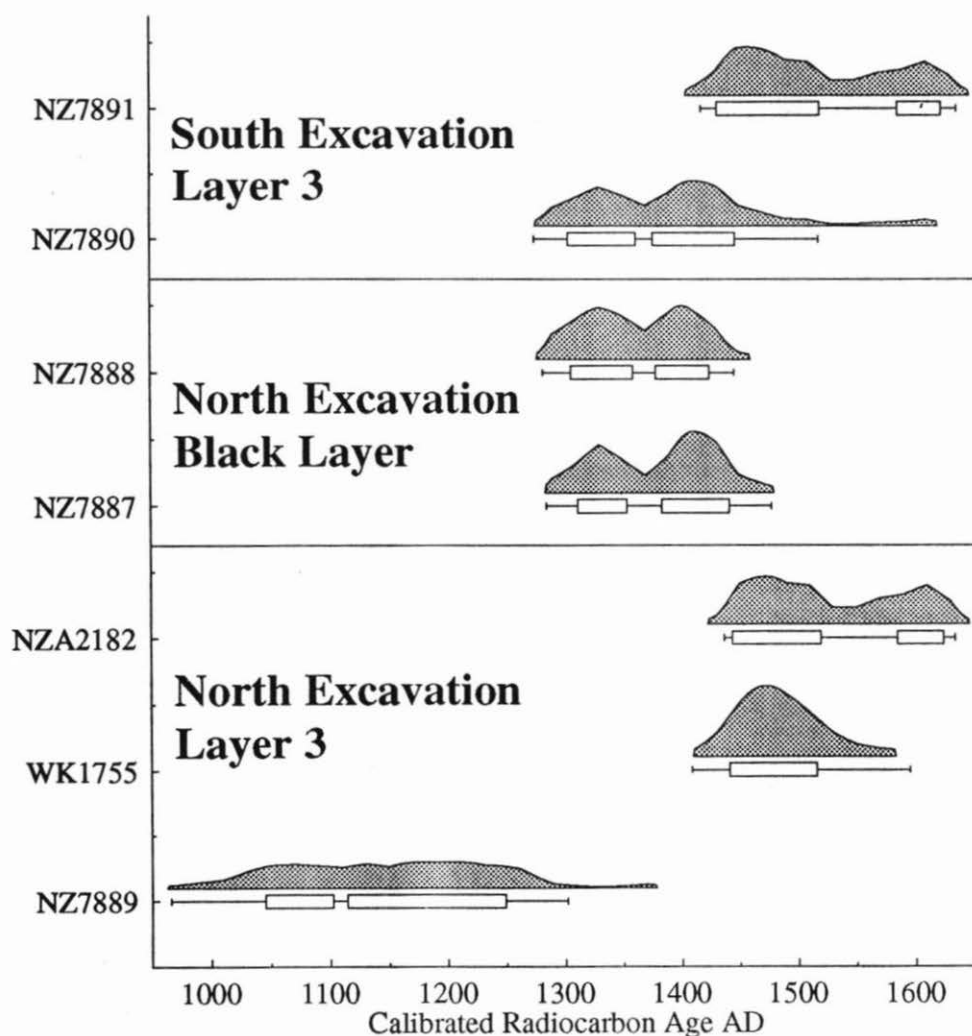 NZ7891
South Excavation
Layer 3
NZ7890
NZ7888
North Excavation
Black Layer
NZ7887
NZA2182
North Excavation
Layer 3
WK1755
NZ7889
1000 1100 1200 1300 1400 1500 1600
Calibrated Radiocarbon Age AD